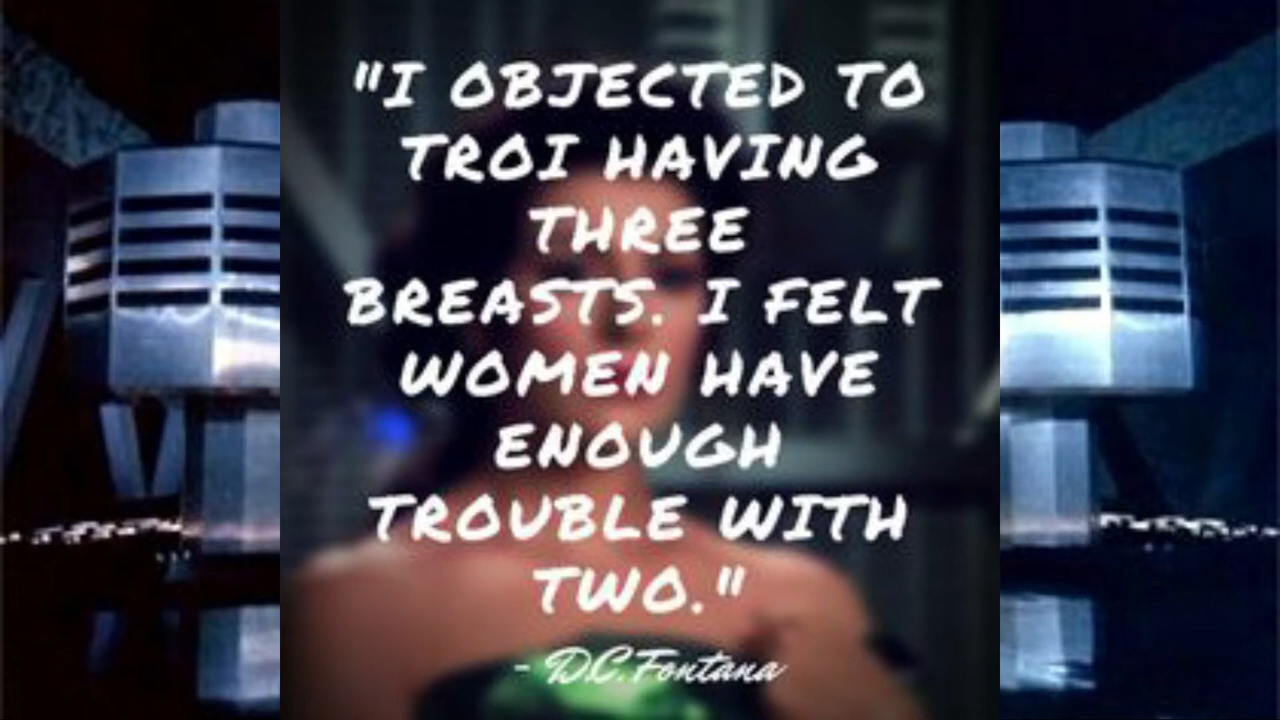 "I OBJECTED TO
TROI HAVING
THREE
BREASTS. I FELT
WOMEN HAVE
ENOUGH
TROUBLE WITH
TWO."
- D.C. Fontana